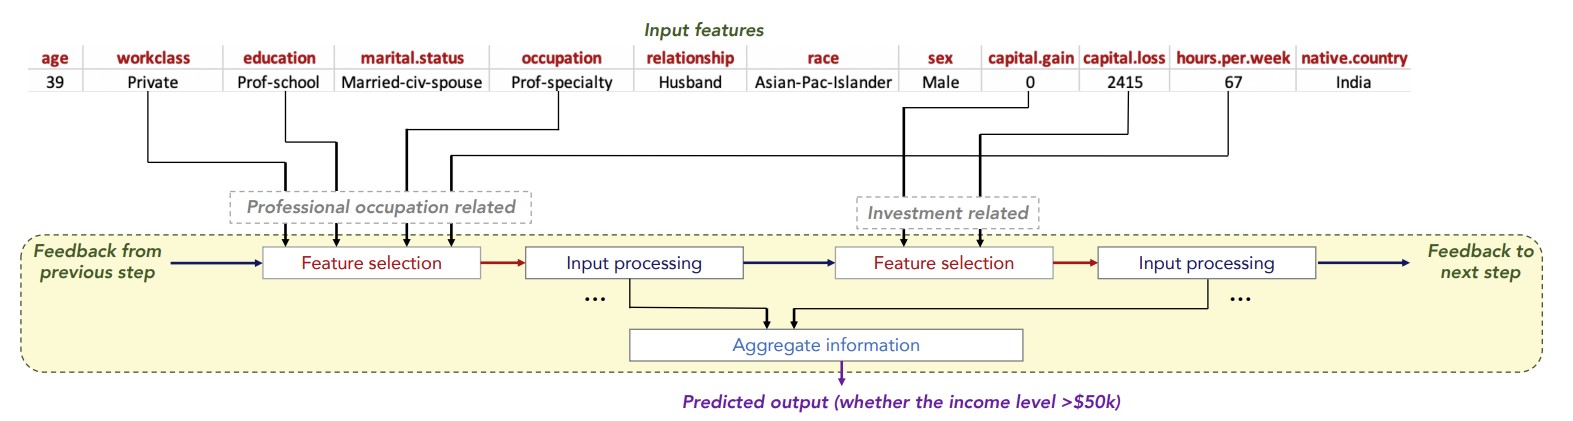 Input features
age workclass education marital.status occupation relationship race sex capital.gain capital.loss hours.per.week native.country
39 Private Prof-school Married-civ-spouse Prof-specialty Husband Asian-Pac-Islander Male 0 2415 67 India
Professional occupation related
Investment related
Feedback from
previous step
Feature selection
Input processing
Feature selection
Input processing
Feedback to
next step
...
...
Aggregate information
Predicted output (whether the income level >$50k)